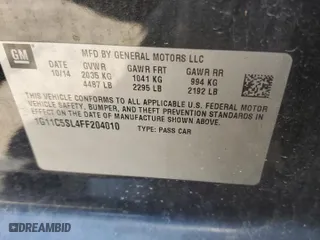 GM
MFD BY GENERAL MOTORS LLC
10/14 GVWR GAWR FRT GAWR RR
2035 KG 1041 KG 994 KG
4487 LB 2295 LB 2192 LB
THIS VEHICLE CONFORMS TO ALL APPLICABLE U.S. FEDERAL MOTOR
VEHICLE SAFETY, BUMPER, AND THEFT PREVENTION STANDARDS
IN EFFECT ON THE DATE OF MANUFACTURE SHOWN ABOVE.
1G11C5SL4FF204010
TYPE: PASS CAR
DEALER'S CHOICE